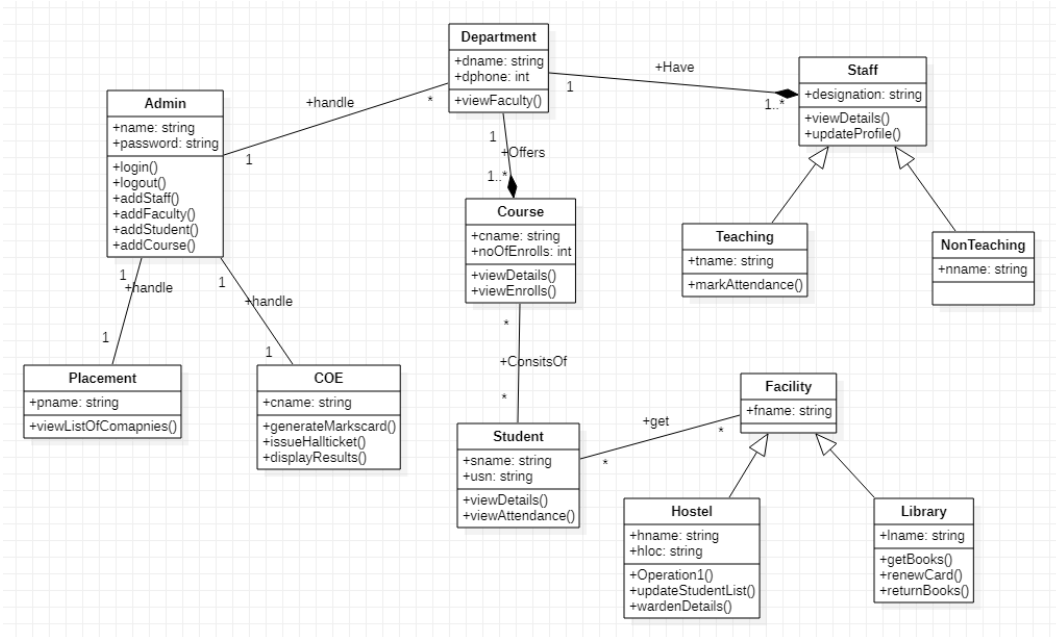 Department
+dname: string
+dphone: int
+viewFaculty()
+Have
1
1..*
Staff
+designation: string
+viewDetails()
+updateProfile()
Admin
+name: string
+password: string
+login()
+logout()
+addStaff()
+addFaculty()
+addStudent()
+addCourse()
+handle
*
1
1
+Offers
1..*
Course
+cname: string
+noOfEnrolls: int
+viewDetails()
+viewEnrolls()
Teaching
+tname: string
+markAttendance()
NonTeaching
+nname: string
1
+handle
1
1
+handle
1
*
+ConsitsOf
*
Placement
+pname: string
+viewListOfComapnies()
COE
+cname: string
+generateMarkscard()
+issueHallticket()
+displayResults()
Student
+sname: string
+usn: string
+viewDetails()
+viewAttendance()
+get
*
*
Facility
+fname: string
Hostel
+hname: string
+hloc: string
+Operation1()
+updateStudentList()
+wardenDetails()
Library
+lname: string
+getBooks()
+renewCard()
+returnBooks()